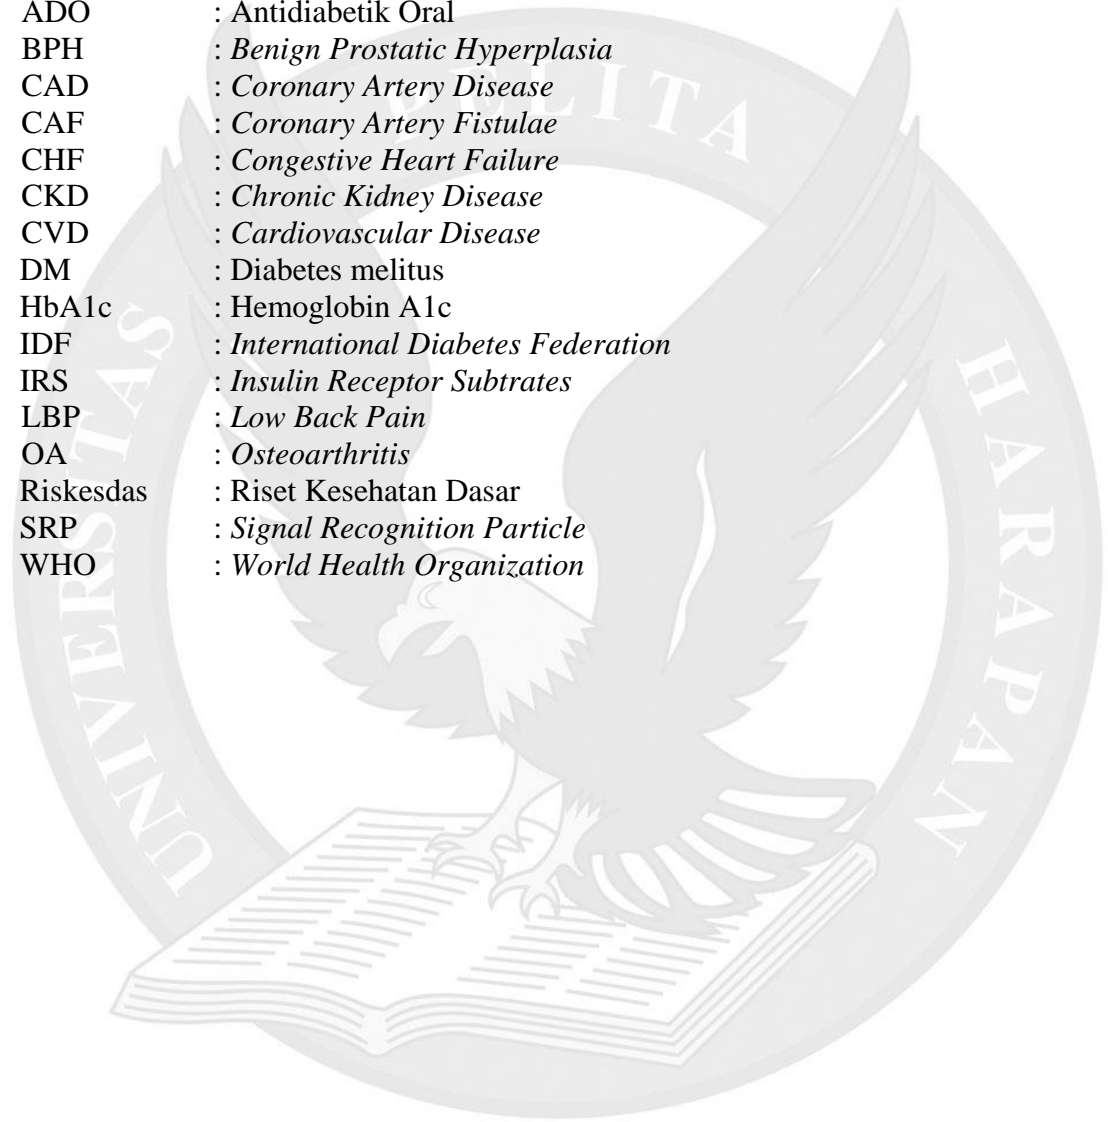 ADO : Antidiabetik Oral
BPH : Benign Prostatic Hyperplasia
CAD : Coronary Artery Disease
CAF : Coronary Artery Fistulae
CHF : Congestive Heart Failure
CKD : Chronic Kidney Disease
CVD : Cardiovascular Disease
DM : Diabetes melitus
HbA1c : Hemoglobin A1c
IDF : International Diabetes Federation
IRS : Insulin Receptor Subtrates
LBP : Low Back Pain
OA : Osteoarthritis
Riskesdas : Riset Kesehatan Dasar
SRP : Signal Recognition Particle
WHO : World Health Organization
UNIVERSITAS PELITA HARAPAN